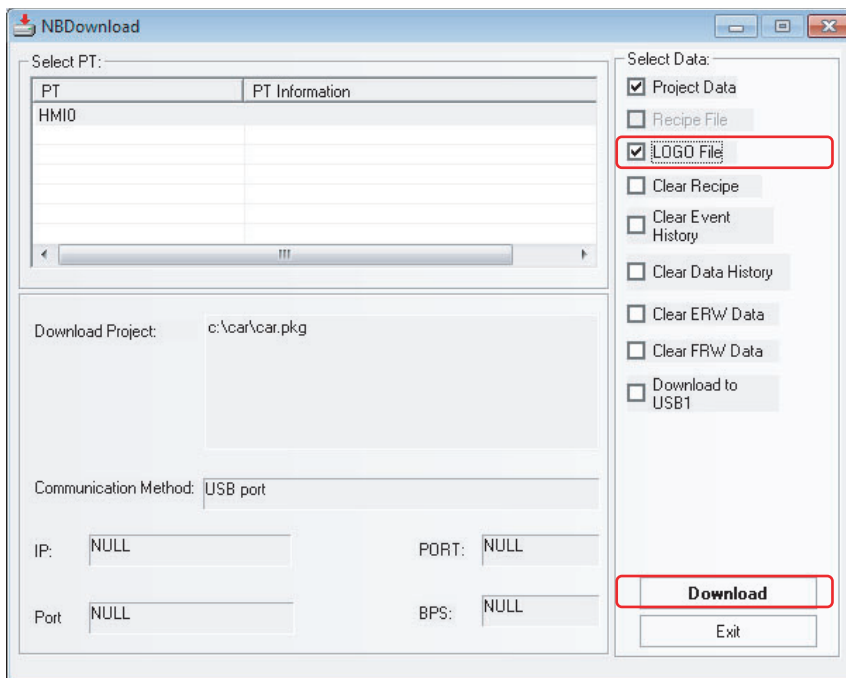 NBDownload
Select PT:
PT PT Information
HMI0
Download Project: c:\car\car.pkg
Communication Method: USB port
IP: NULL PORT: NULL
Port NULL BPS: NULL
Select Data:
Project Data
Recipe File
LOGO File
Clear Recipe
Clear Event
History
Clear Data History
Clear ERW Data
Clear FRW Data
Download to
USB1
Download
Exit